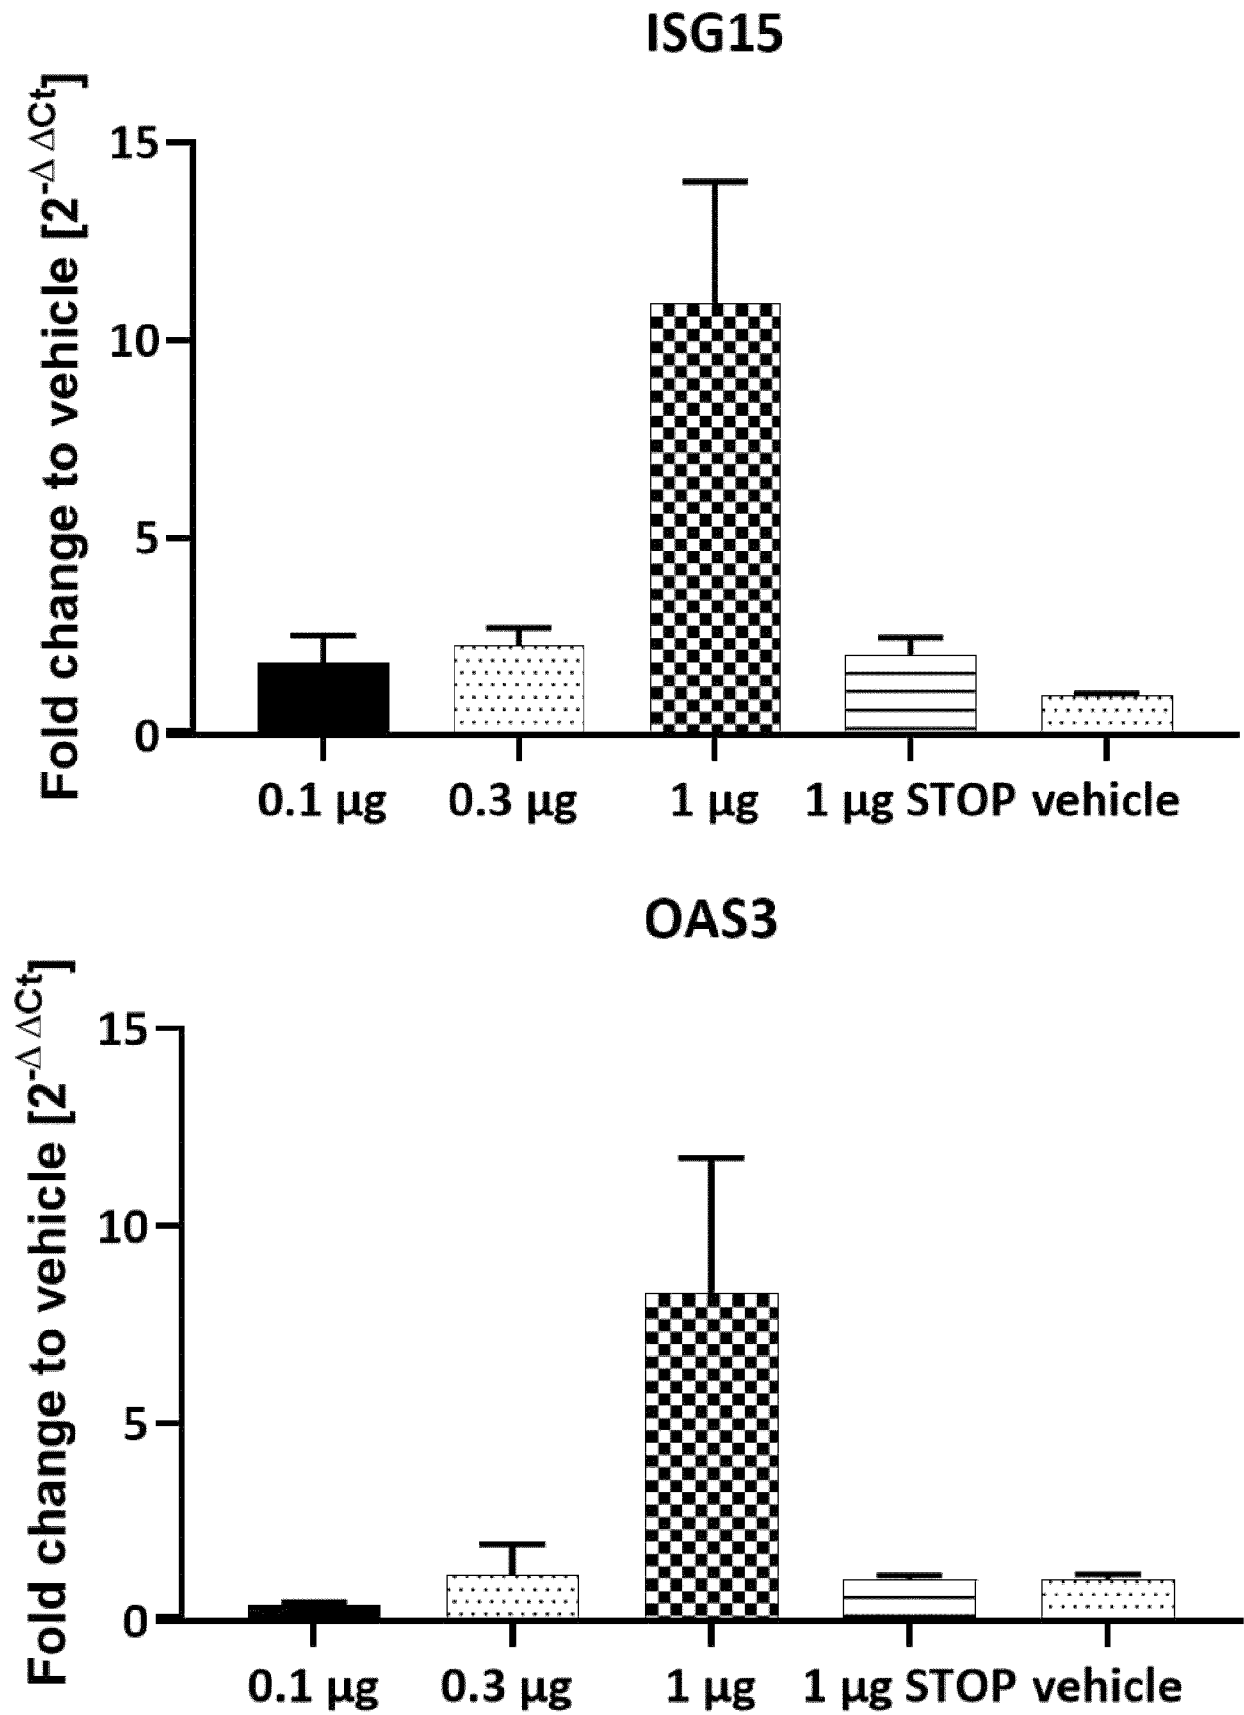 ISG15
Fold change to vehicle [2-Δ ΔCt]
15
10
5
0
0.1 µg 0.3 µg 1 µg 1 µg STOP vehicle
OAS3
Fold change to vehicle [2-Δ ΔCt]
15
10
5
0
0.1 µg 0.3 µg 1 µg 1 µg STOP vehicle